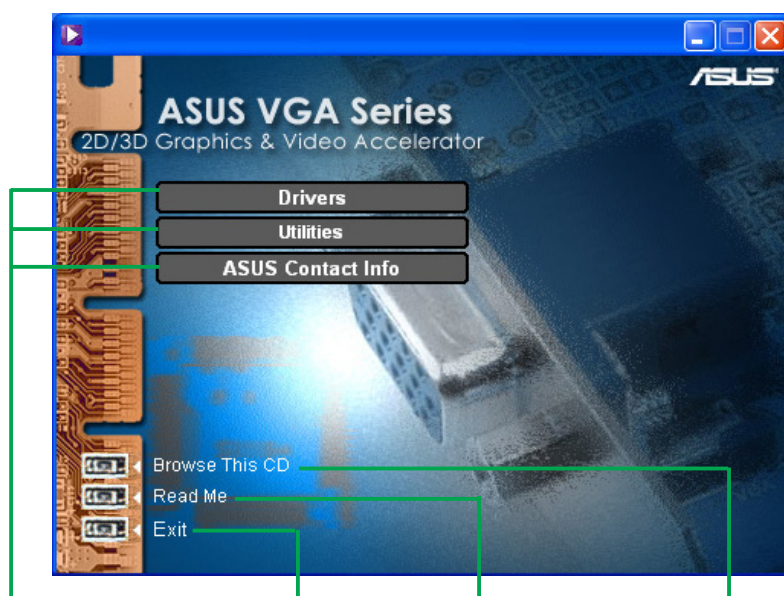 ASUS
ASUS VGA Series
2D/3D Graphics & Video Accelerator
Drivers
Utilities
ASUS Contact Info
Browse This CD
Read Me
Exit